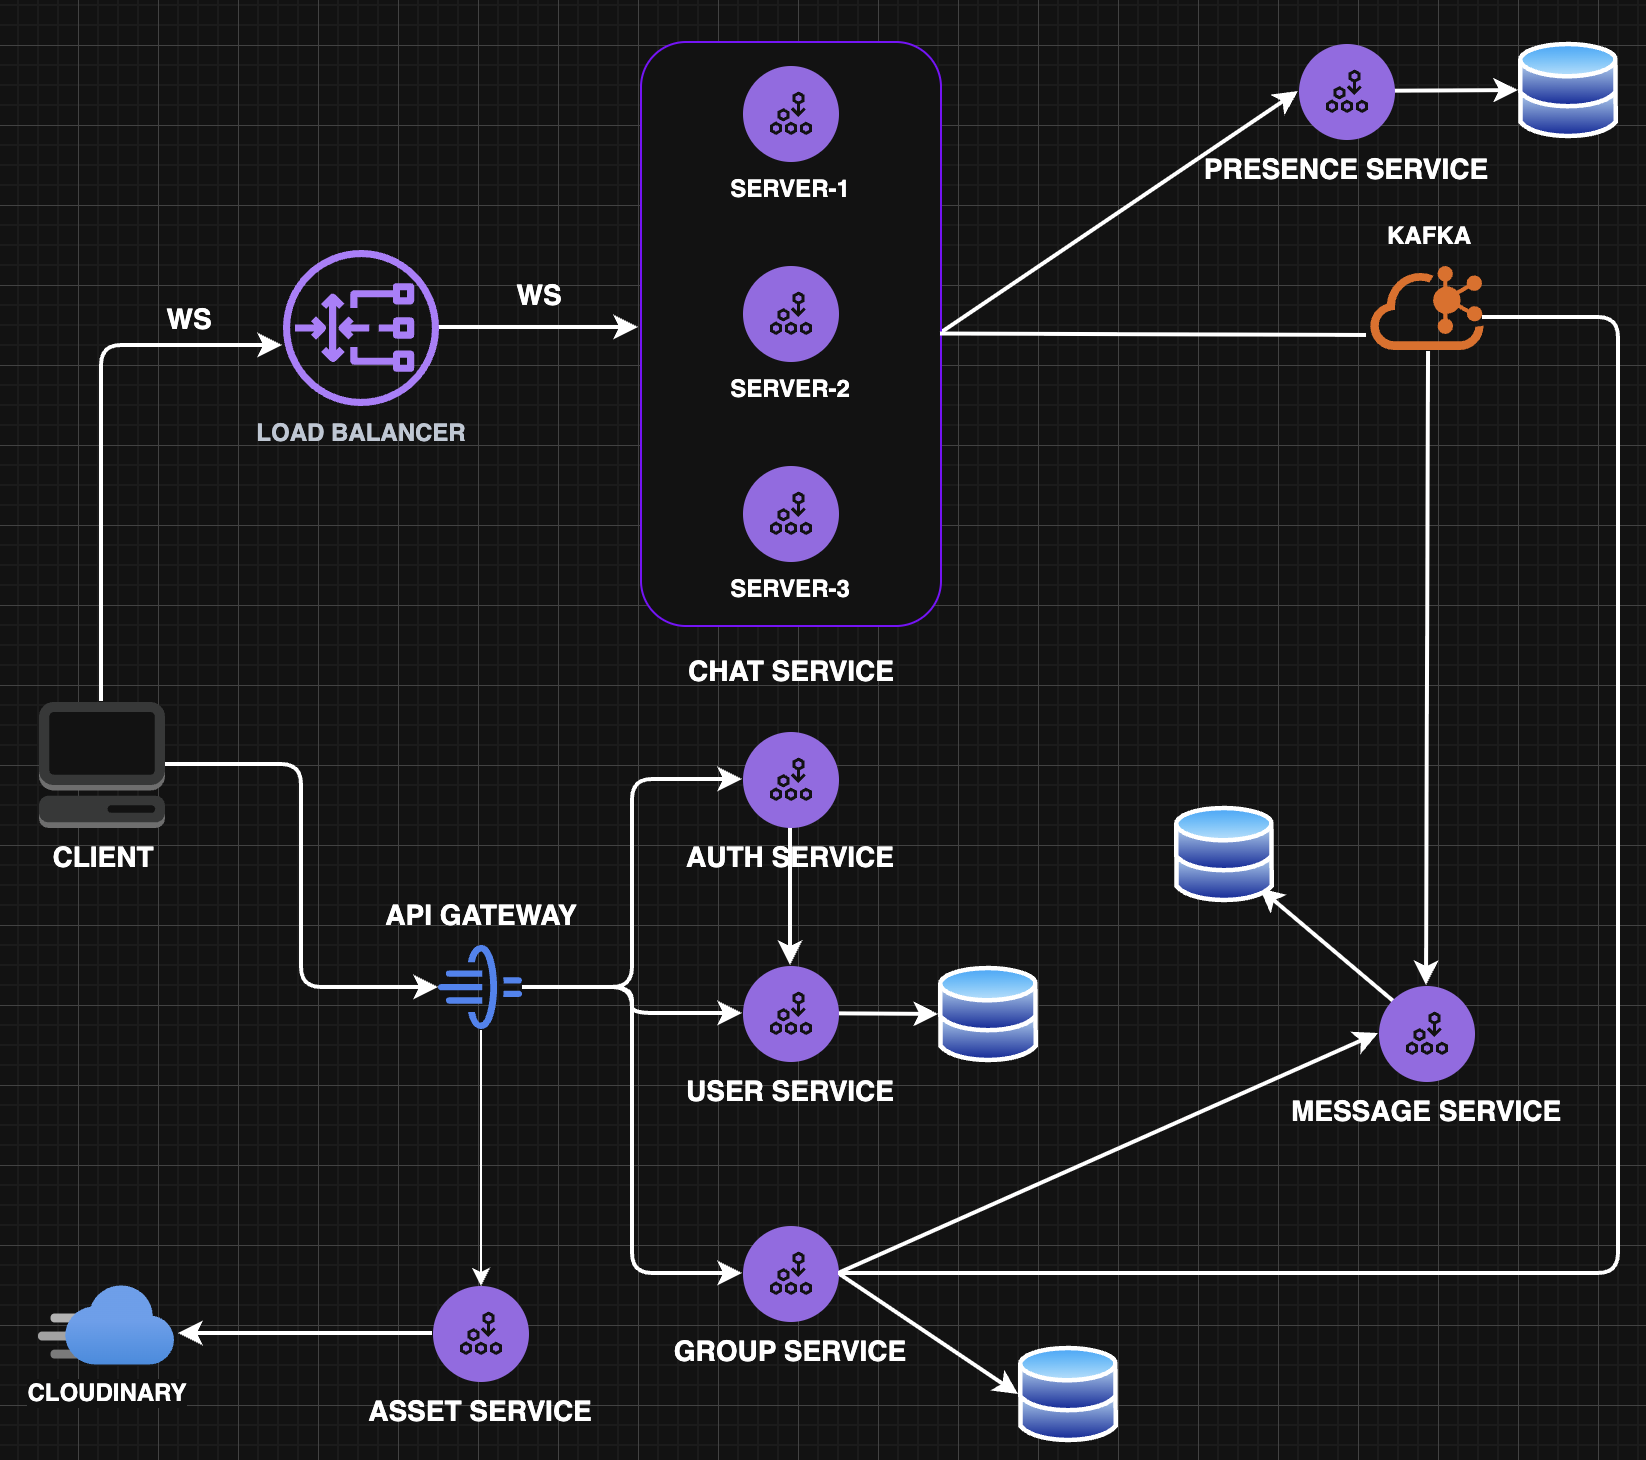 SERVER-1
PRESENCE SERVICE
KAFKA
WS
WS
SERVER-2
LOAD BALANCER
SERVER-3
CHAT SERVICE
CLIENT
AUTH SERVICE
API GATEWAY
USER SERVICE
MESSAGE SERVICE
GROUP SERVICE
CLOUDINARY
ASSET SERVICE